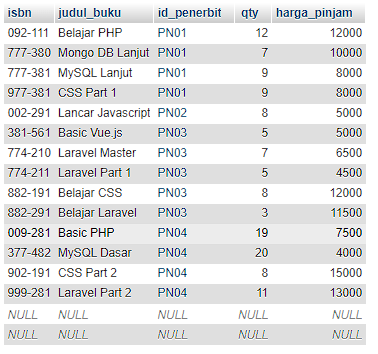 isbn judul_buku id_penerbit qty harga_pinjam
092-111 Belajar PHP PN01 12 12000
777-380 Mongo DB Lanjut PN01 7 10000
777-381 MySQL Lanjut PN01 9 8000
977-381 CSS Part 1 PN01 9 8000
002-291 Lancar Javascript PN02 8 5000
381-561 Basic Vue.js PN03 5 5000
774-210 Laravel Master PN03 7 6500
774-211 Laravel Part 1 PN03 5 4500
882-191 Belajar CSS PN03 8 12000
882-291 Belajar Laravel PN03 3 11500
009-281 Basic PHP PN04 19 7500
377-482 MySQL Dasar PN04 20 4000
902-191 CSS Part 2 PN04 8 15000
999-281 Laravel Part 2 PN04 11 13000
NULL NULL NULL NULL NULL
NULL NULL NULL NULL NULL